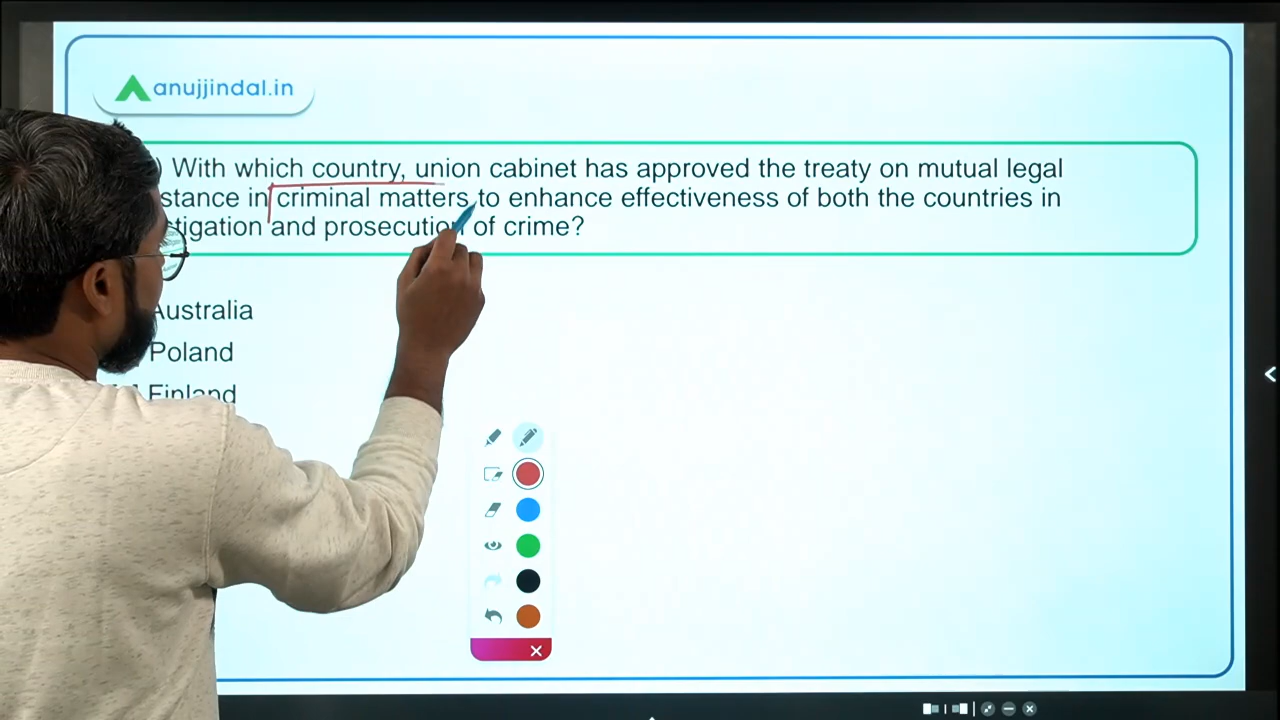 anujjindal.in
) With which country, union cabinet has approved the treaty on mutual legal
stance in criminal matters to enhance effectiveness of both the countries in
tigation and prosecution of crime?
Australia
Poland
Finland